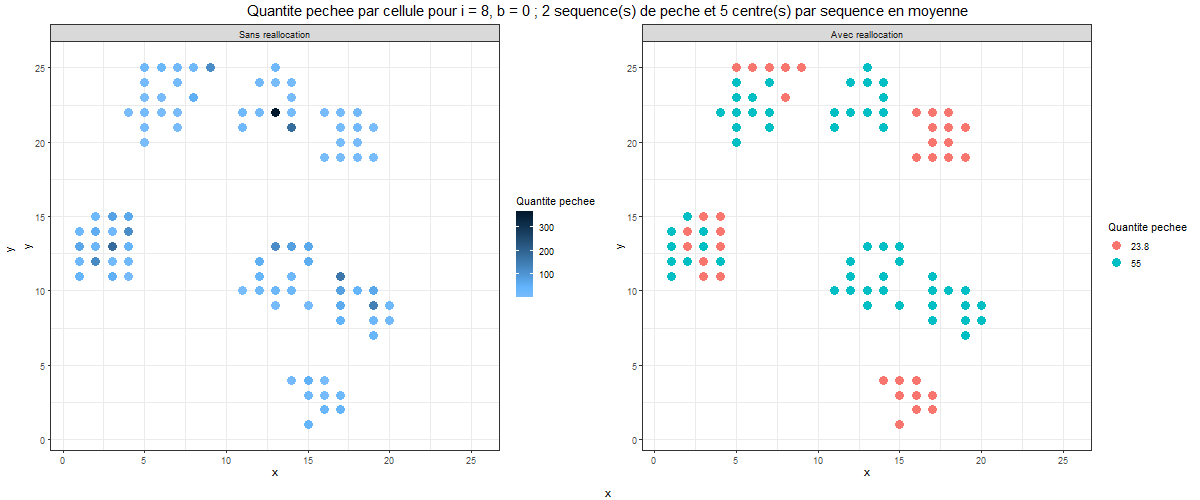 Quantite pechee par cellule pour i = 8, b = 0 ; 2 sequence(s) de peche et 5 centre(s) par sequence en moyenne
Sans reallocation
25
20
15
10
5
0
0 5 10 15 20 25
x
y
y
Quantite pechee
300
200
100
Avec reallocation
25
20
15
10
5
0
0 5 10 15 20 25
x
y
Quantite pechee
23.8
55
x